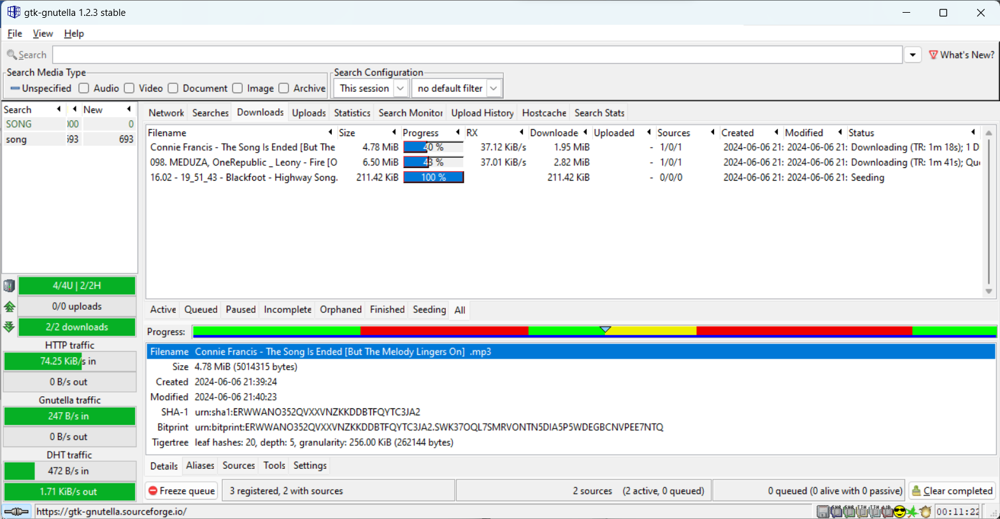 gtk-gnutella 1.2.3 stable
File View Help
Search What's New?
Search Media Type Search Configuration
Unspecified Audio Video Document Image Archive This session no default filter
Search New
SONG 000 0
song 693 693
Network Searches Downloads Uploads Statistics Search Monitor Upload History Hostcache Search Stats
Filename Size Progress RX Downloade Uploaded Sources Created Modified Status
Connie Francis - The Song Is Ended [But The 4.78 MiB 40 % 37.12 KiB/s 1.95 MiB - 1/0/1 2024-06-06 21: 2024-06-06 21: Downloading (TR: 1m 18s); 1 D
098. MEDUZA, OneRepublic _ Leony - Fire [O 6.50 MiB 43 % 37.01 KiB/s 2.82 MiB - 1/0/1 2024-06-06 21: 2024-06-06 21: Downloading (TR: 1m 41s); Que
16.02 - 19_51_43 - Blackfoot - Highway Song. 211.42 KiB 100 % 211.42 KiB - 0/0/0 2024-06-06 21: 2024-06-06 21: Seeding
4/4U | 2/2H
0/0 uploads
2/2 downloads
HTTP traffic
74.25 KiB/s in
0 B/s out
Gnutella traffic
247 B/s in
0 B/s out
DHT traffic
472 B/s in
1.71 KiB/s out
Active Queued Paused Incomplete Orphaned Finished Seeding All
Progress:
Filename Connie Francis - The Song Is Ended [But The Melody Lingers On] .mp3
Size 4.78 MiB (5014315 bytes)
Created 2024-06-06 21:39:24
Modified 2024-06-06 21:40:23
SHA-1 urn:sha1:ERWWANO352QVXXVNZKKDDBTFQYTC3JA2
Bitprint urn:bitprint:ERWWANO352QVXXVNZKKDDBTFQYTC3JA2.SWK37OQL7SMRVONTN5DIA5P5WDEGBCNVPEE7NTQ
Tigertree leaf hashes: 20, depth: 5, granularity: 256.00 KiB (262144 bytes)
Details Aliases Sources Tools Settings
Freeze queue 3 registered, 2 with sources 2 sources (2 active, 0 queued) 0 queued (0 alive with 0 passive) Clear completed
https://gtk-gnutella.sourceforge.io/ 00:11:22